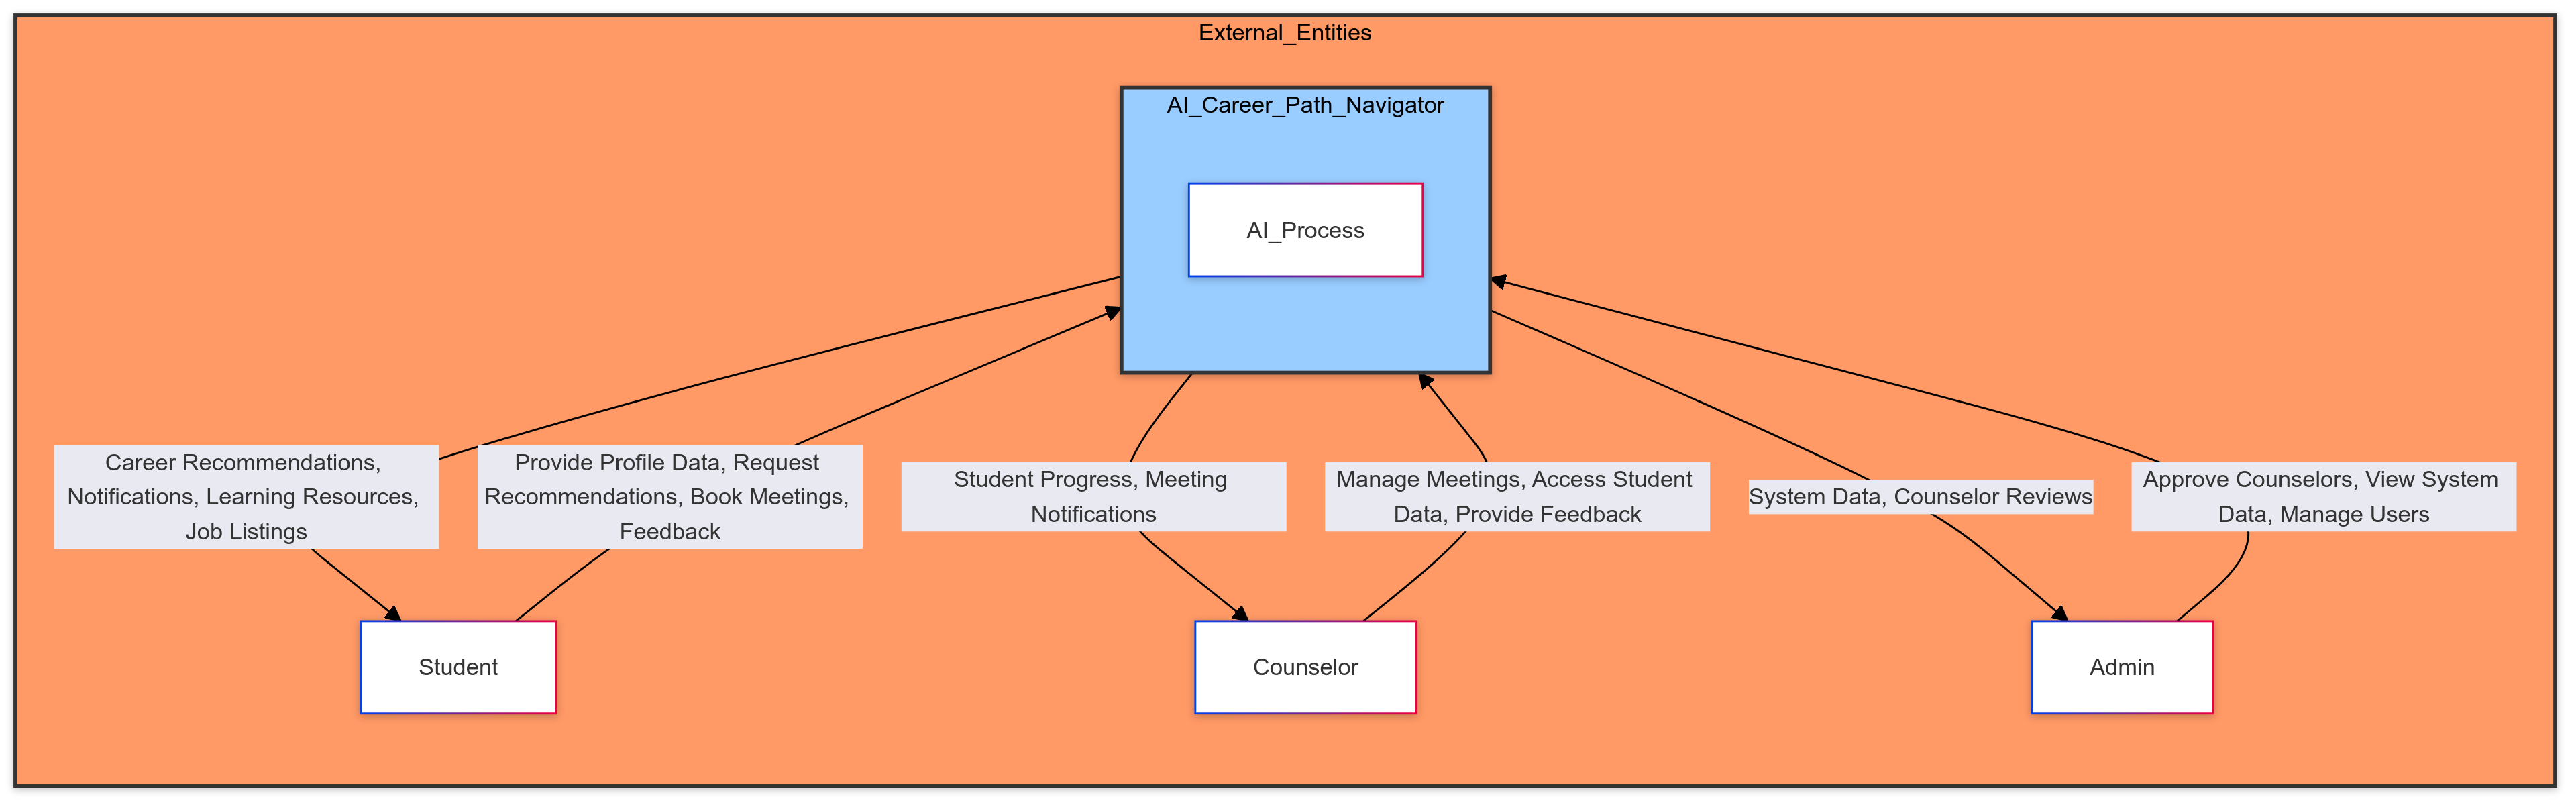 External_Entities
AI_Career_Path_Navigator
AI_Process
Career Recommendations,
Notifications, Learning Resources,
Job Listings
Provide Profile Data, Request
Recommendations, Book Meetings,
Feedback
Student Progress, Meeting
Notifications
Manage Meetings, Access Student
Data, Provide Feedback
System Data, Counselor Reviews
Approve Counselors, View System
Data, Manage Users
Student
Counselor
Admin